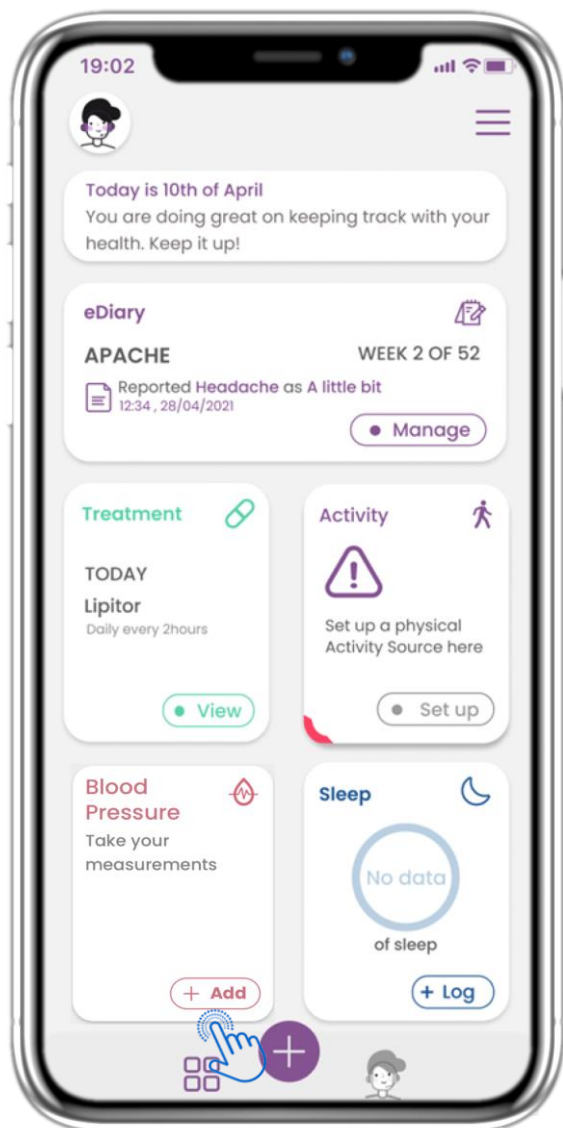 19:02
Today is 10th of April
You are doing great on keeping track with your
health. Keep it up!
eDiary
APACHE
WEEK 2 OF 52
Reported Headache as A little bit
12:34 , 28/04/2021
Manage
Treatment
TODAY
Lipitor
Daily every 2hours
View
Activity
Set up a physical
Activity Source here
Set up
Blood
Pressure
Take your
measurements
+ Add
Sleep
No data
of sleep
+ Log